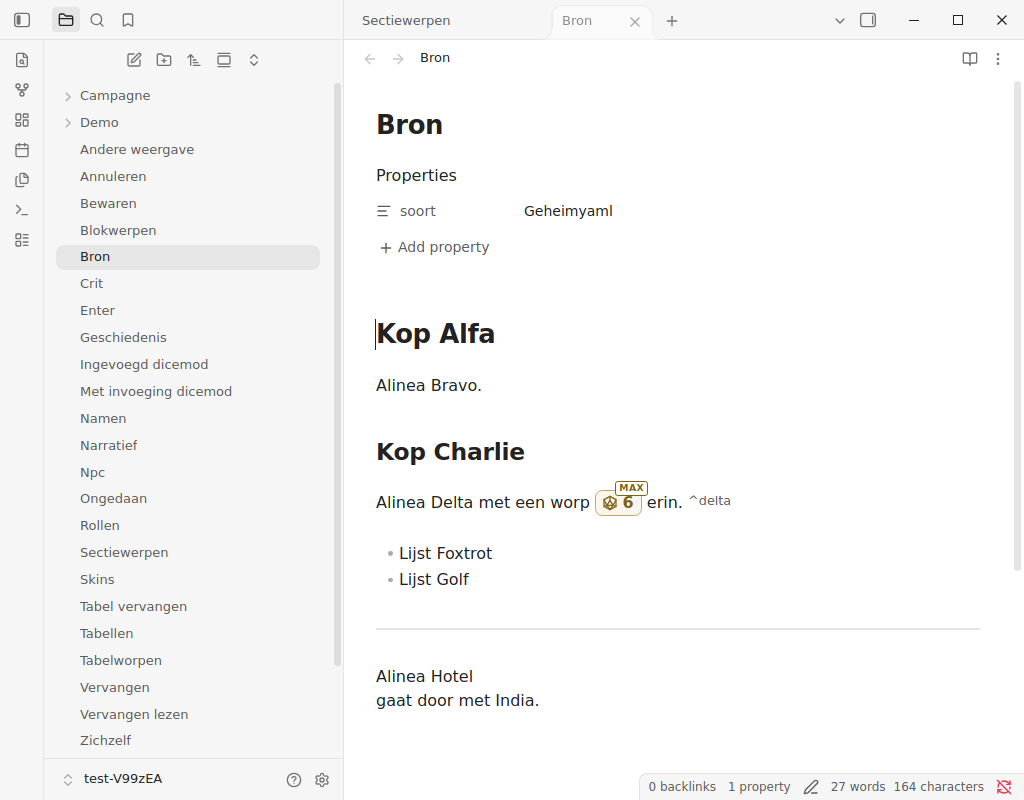 Sectiewerpen
Bron
Bron
Campagne
Demo
Andere weergave
Annuleren
Bewaren
Blokwerpen
Bron
Crit
Enter
Geschiedenis
Ingevoegd dicemod
Met invoeging dicemod
Namen
Narratief
Npc
Ongedaan
Rollen
Sectiewerpen
Skins
Tabel vervangen
Tabellen
Tabelworpen
Vervangen
Vervangen lezen
Zichzelf
test-V99zEA
Bron
Properties
soort Geheimyaml
Add property
Kop Alfa
Alinea Bravo.
Kop Charlie
MAX
Alinea Delta met een worp 6 erin. ^delta
Lijst Foxtrot
Lijst Golf
Alinea Hotel
gaat door met India.
0 backlinks 1 property 27 words 164 characters